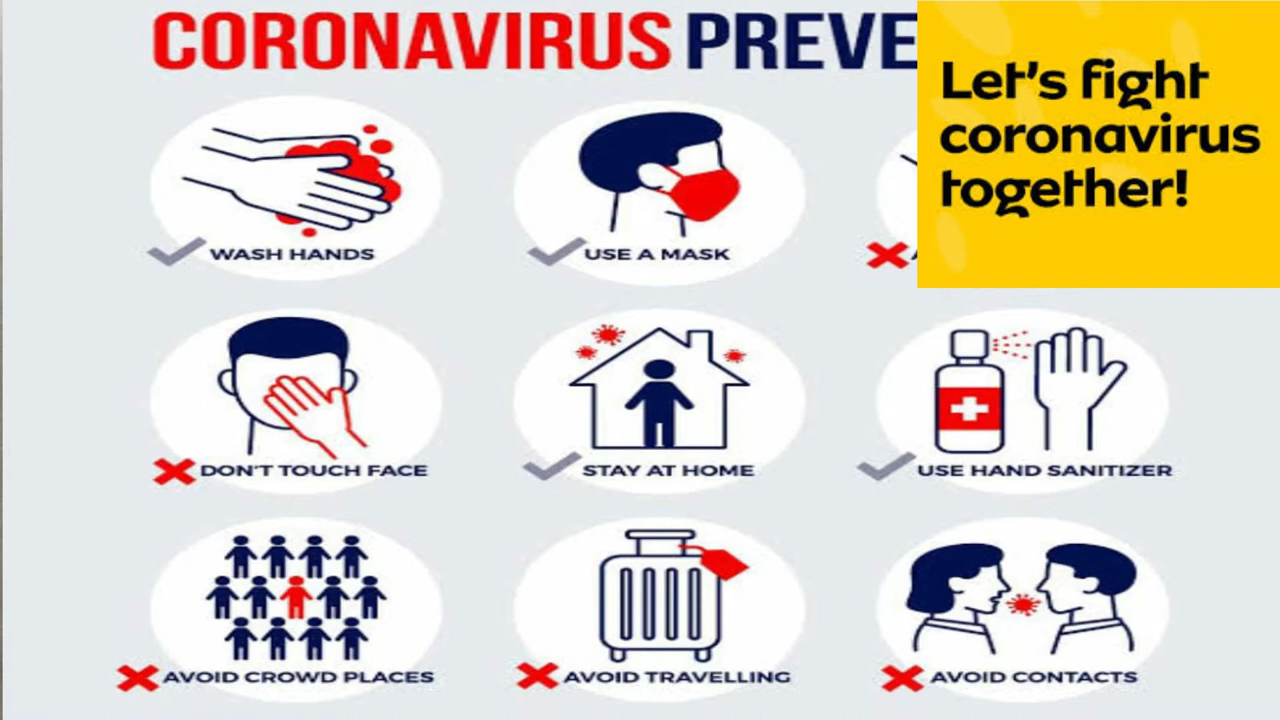 CORONAVIRUS PREVE
Let's fight
coronavirus
together!
WASH HANDS
USE A MASK
DON'T TOUCH FACE
STAY AT HOME
USE HAND SANITIZER
AVOID CROWD PLACES
AVOID TRAVELLING
AVOID CONTACTS